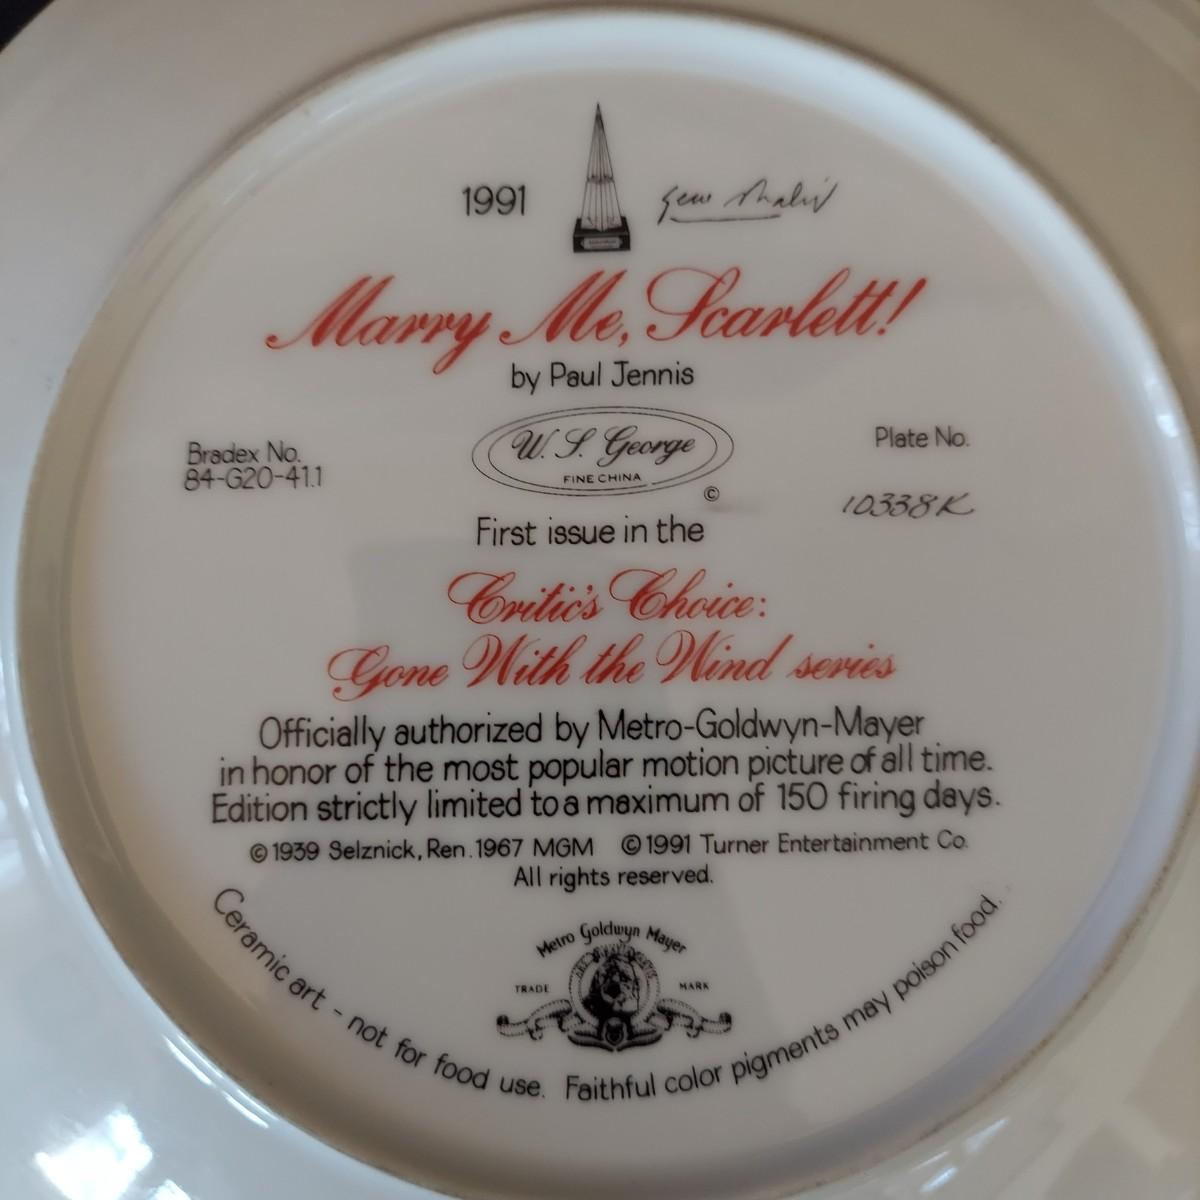 1991
Marry Me, Scarlett!
by Paul Jennis
Bradex No.
84-G20-41.1
W. S. George
FINE CHINA
©
Plate No.
10338K
First issue in the
Critic's Choice:
Gone With the Wind series
Officially authorized by Metro-Goldwyn-Mayer
in honor of the most popular motion picture of all time.
Edition strictly limited to a maximum of 150 firing days.
© 1939 Selznick, Ren. 1967 MGM © 1991 Turner Entertainment Co.
All rights reserved.
Metro Goldwyn Mayer
TRADE MARK
Ceramic art - not for food use. Faithful color pigments may poison food.